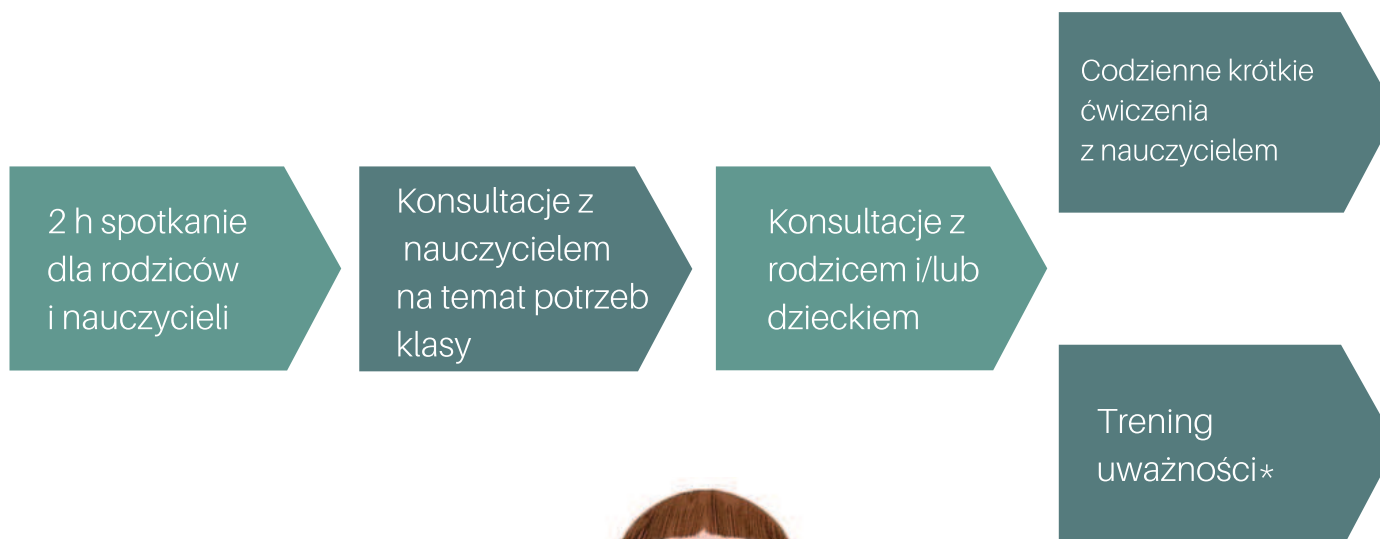 2 h spotkanie
dla rodziców
i nauczycieli
Konsultacje z
nauczycielem
na temat potrzeb
klasy
Konsultacje z
rodzicem i/lub
dzieckiem
Codzienne krótkie
ćwiczenia
z nauczycielem
Trening
uważności*